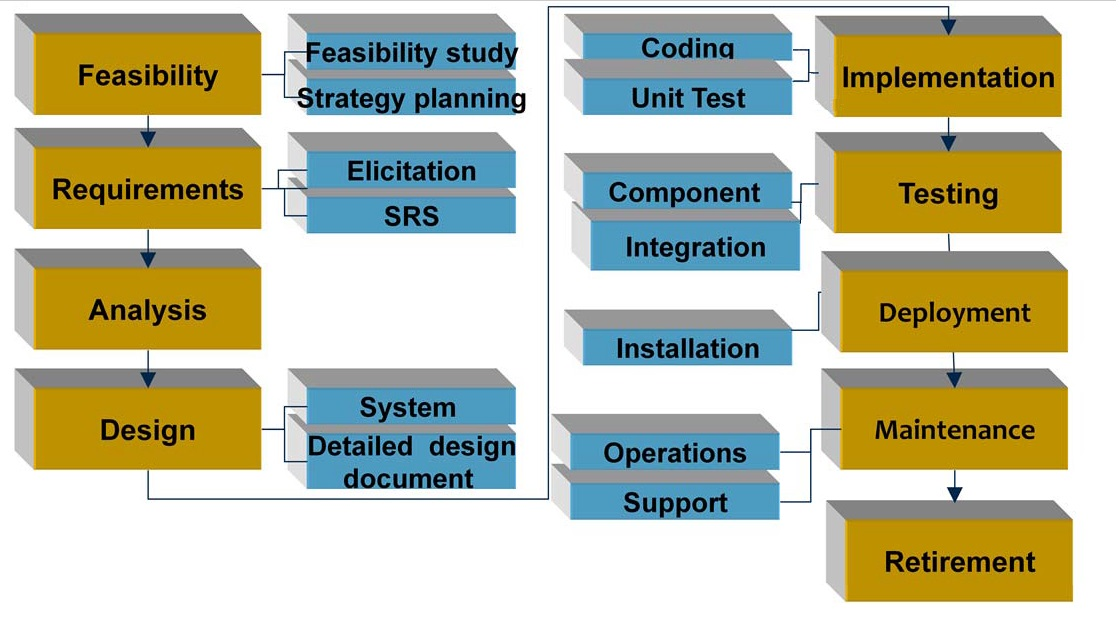 Feasibility
Feasibility study
Strategy planning
Requirements
Elicitation
SRS
Analysis
Design
System
Detailed design
document
Coding
Unit Test
Implementation
Component
Integration
Testing
Installation
Deployment
Operations
Support
Maintenance
Retirement